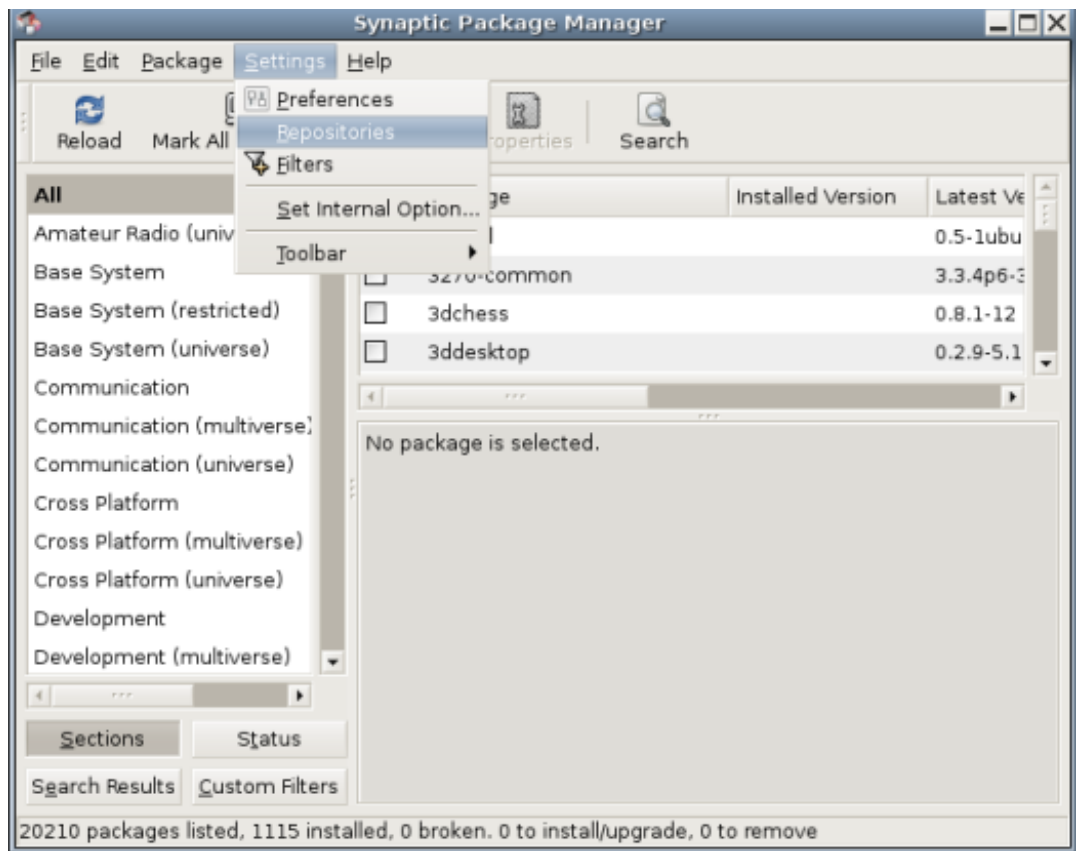 Synaptic Package Manager
File Edit Package Settings Help
Preferences
Repositories
Filters
Set Internal Option...
Toolbar
Reload Mark All Search
All
Amateur Radio (univ
Base System
Base System (restricted)
Base System (universe)
Communication
Communication (multiverse)
Communication (universe)
Cross Platform
Cross Platform (multiverse)
Cross Platform (universe)
Development
Development (multiverse)
Installed Version Latest Ve
0.5-1ubu
3270-common 3.3.4p6-3
3dchess 0.8.1-12
3ddesktop 0.2.9-5.1
No package is selected.
Sections Status
Search Results Custom Filters
20210 packages listed, 1115 installed, 0 broken. 0 to install/upgrade, 0 to remove